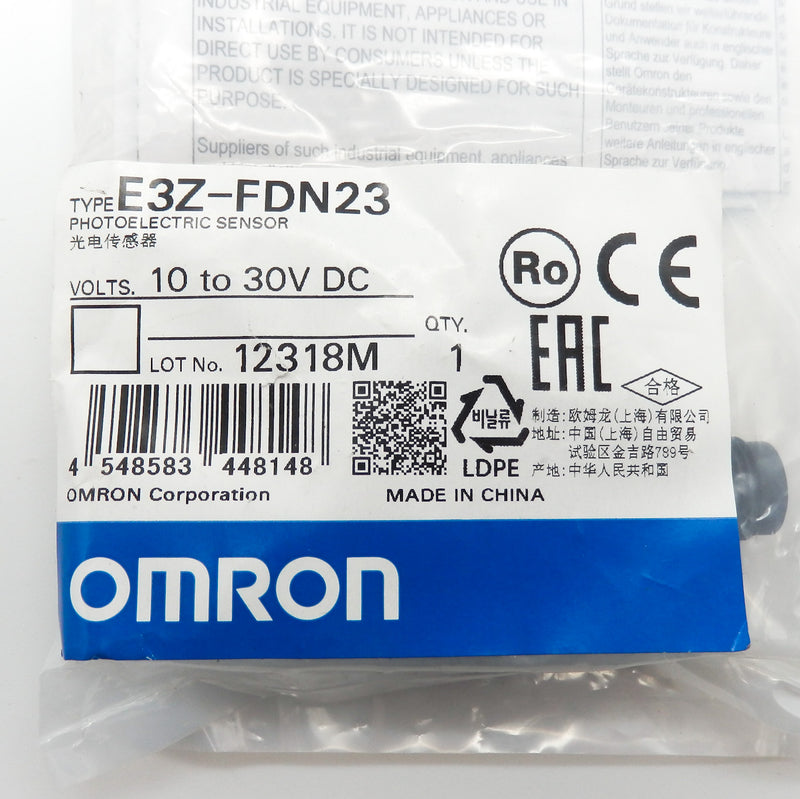 INDUSTRIAL EQUIPMENT, APPLIANCES OR
INSTALLATIONS. IT IS NOT INTENDED FOR
DIRECT USE BY CONSUMERS UNLESS THE
PRODUCT IS SPECIALLY DESIGNED FOR SUCH
PURPOSE.
Suppliers of such industrial equipment, appliances
Grund stellen wir weiterführende
Dokumentation für Konstrukteure
und Anwender auch in englischer
Sprache zur Verfügung. Daher
stellt Omron den
Gerätekonstrukteuren sowie den
Monteuren und professionellen
Benutzern seiner Produkte
weitere Anleitungen in englischer
Sprache zur Verfügung.
TYPE E3Z-FDN23
PHOTOELECTRIC SENSOR
光电传感器
VOLTS. 10 to 30V DC
QTY.
LOT No. 12318M 1
Ro CE
EAC
合格
4 548583 448148
비닐류
LDPE
制造: 欧姆龙(上海)有限公司
地址: 中国(上海)自由贸易
试验区金吉路789号
产地: 中华人民共和国
OMRON Corporation MADE IN CHINA
OMRON